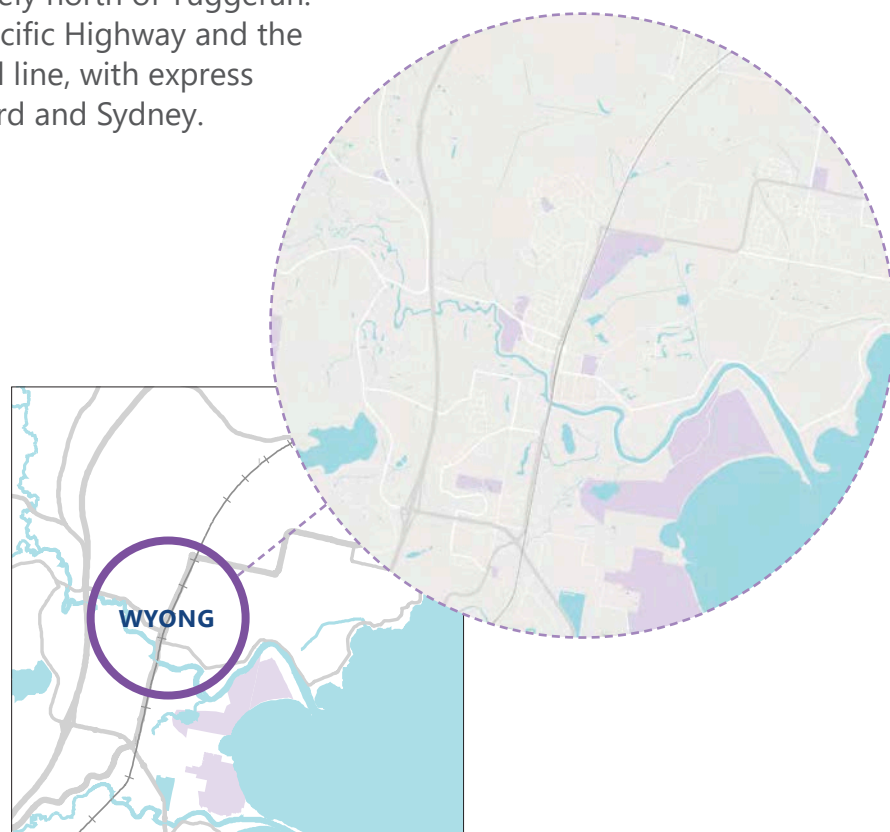 ely north of Tuggerah.
cific Highway and the
l line, with express
rd and Sydney.
WYONG